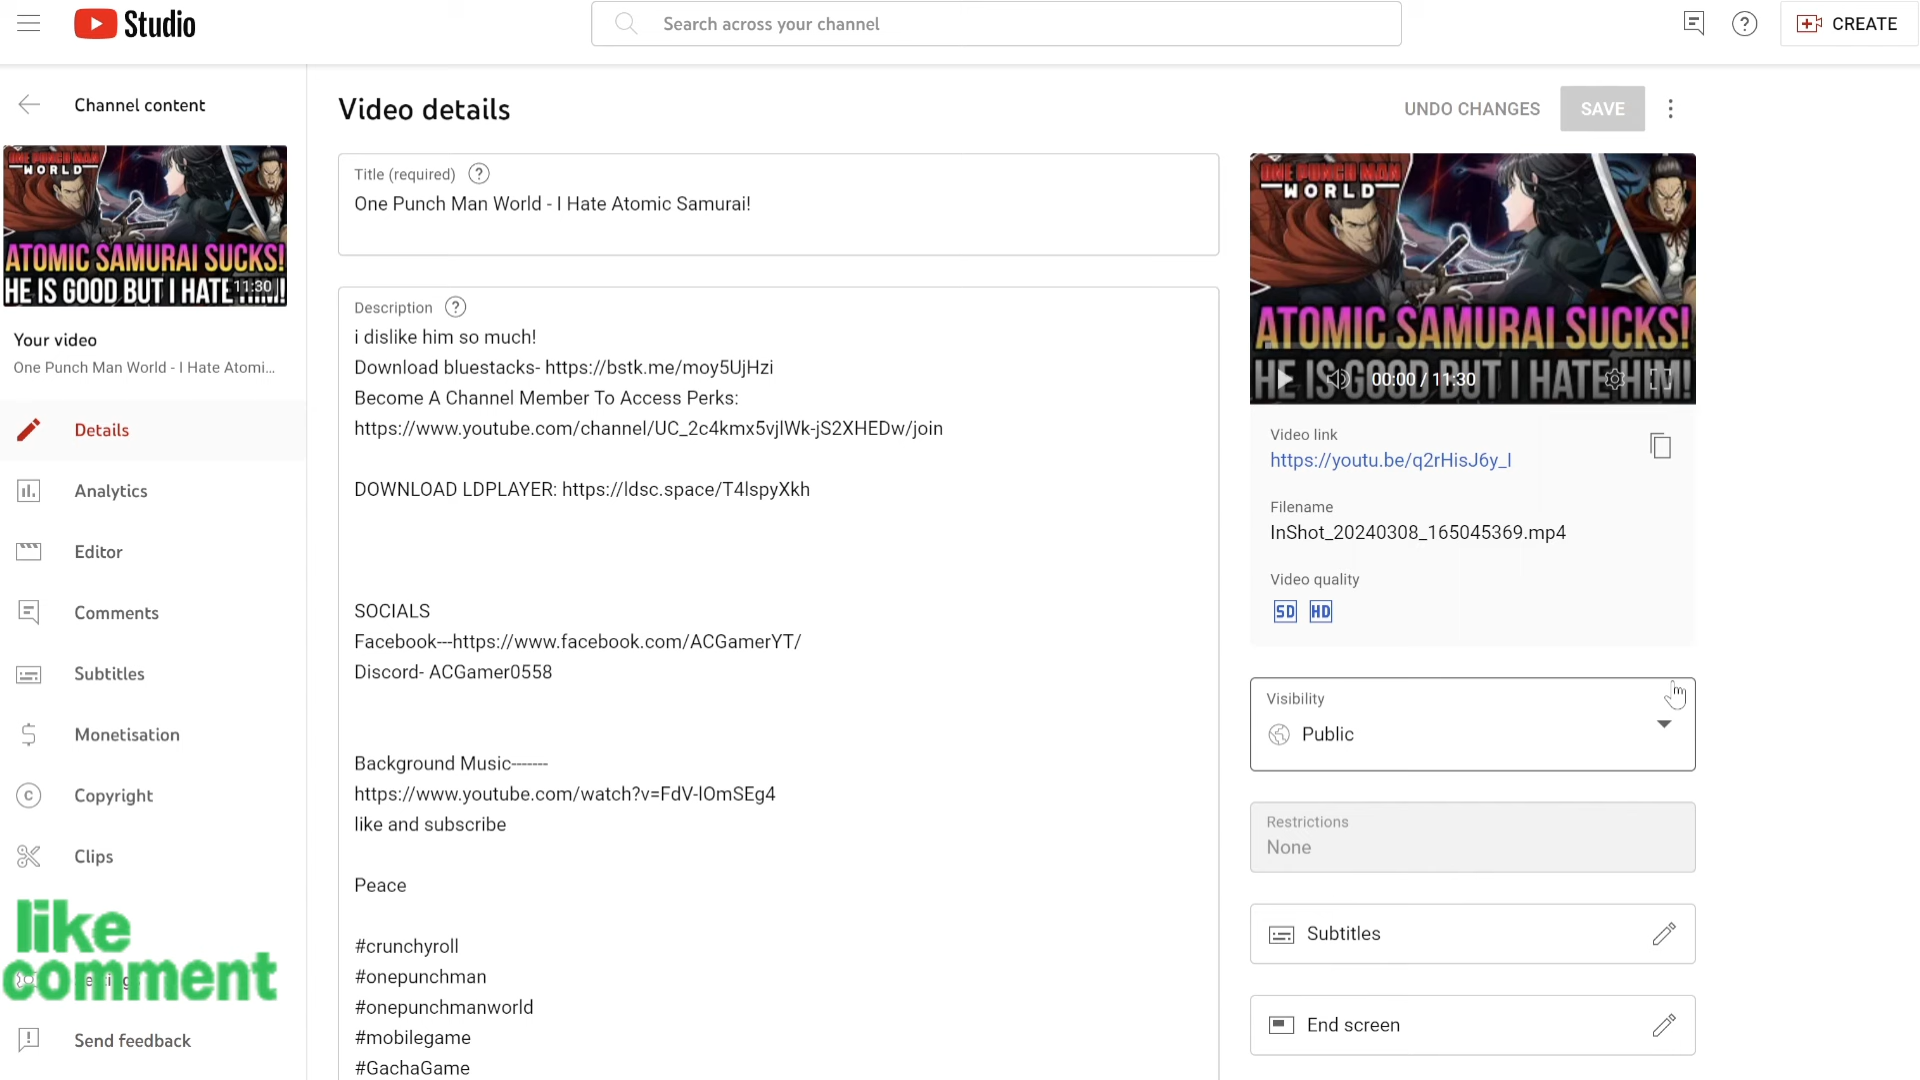 Studio
Search across your channel
CREATE
Channel content
Video details
UNDO CHANGES
SAVE
ONE PUNCH MAN
WORLD
ATOMIC SAMURAI SUCKS!
HE IS GOOD BUT I HATE HIM!
11:30
Your video
One Punch Man World - I Hate Atomi...
Details
Analytics
Editor
Comments
Subtitles
Monetisation
Copyright
Clips
like
comment
Send feedback
Title (required)
One Punch Man World - I Hate Atomic Samurai!
Description
i dislike him so much!
Download bluestacks- https://bstk.me/moy5UjHzi
Become A Channel Member To Access Perks:
https://www.youtube.com/channel/UC_2c4kmx5vjlWk-jS2XHEDw/join
DOWNLOAD LDPLAYER: https://ldsc.space/T4lspyXkh
SOCIALS
Facebook---https://www.facebook.com/ACGamerYT/
Discord- ACGamer0558
Background Music-------
https://www.youtube.com/watch?v=FdV-lOmSEg4
like and subscribe
Peace
#crunchyroll
#onepunchman
#onepunchmanworld
#mobilegame
#GachaGame
ONE PUNCH MAN
WORLD
ATOMIC SAMURAI SUCKS!
HE IS GOOD BUT I HATE HIM!
00:00 / 11:30
Video link
https://youtu.be/q2rHisJ6y_I
Filename
InShot_20240308_165045369.mp4
Video quality
SD HD
Visibility
Public
Restrictions
None
Subtitles
End screen